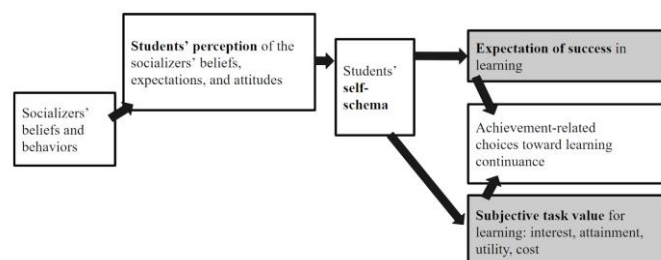 Socializers'
beliefs and
behaviors
Students' perception of the
socializers' beliefs,
expectations, and attitudes
Students'
self-
schema
Expectation of success in
learning
Achievement-related
choices toward learning
continuance
Subjective task value for
learning: interest, attainment,
utility, cost